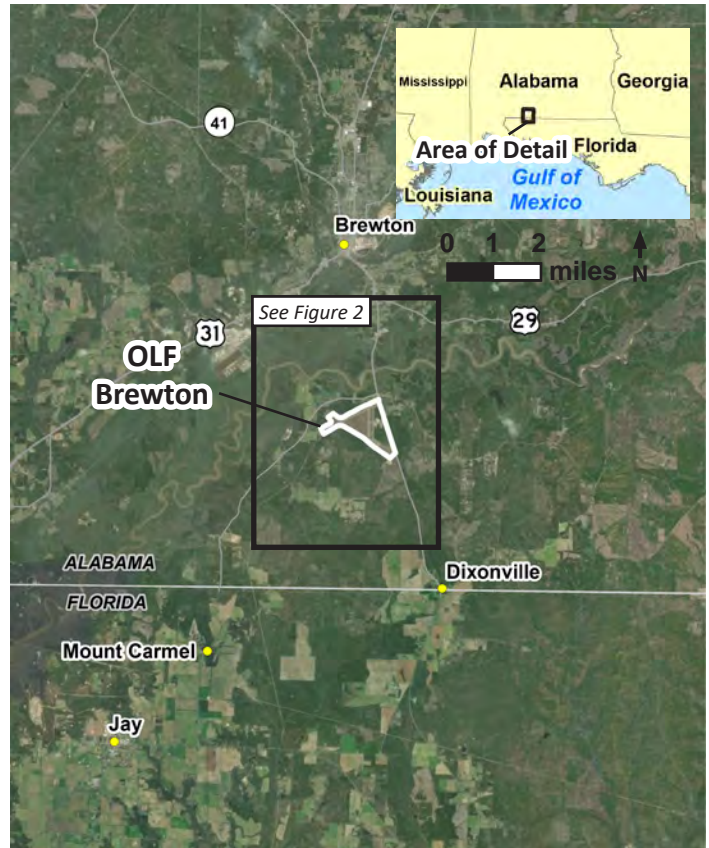 Mississippi
Alabama
Georgia
Area of Detail
Florida
Louisiana
Gulf of
Mexico
41
Brewton
0 1 2
miles N
See Figure 2
31
29
OLF
Brewton
ALABAMA
FLORIDA
Dixonville
Mount Carmel
Jay